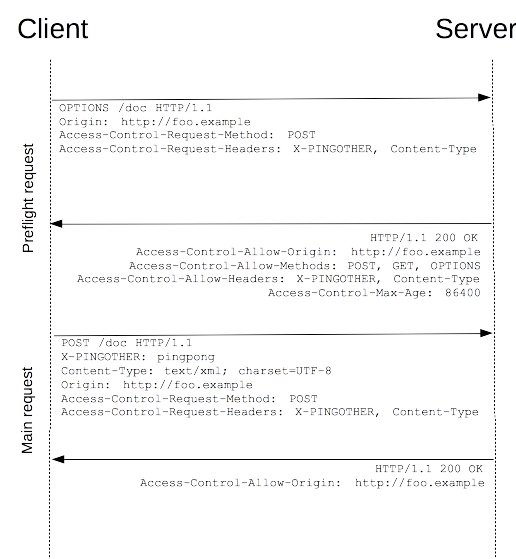 Client
Server
Preflight request
OPTIONS /doc HTTP/1.1
Origin: http://foo.example
Access-Control-Request-Method: POST
Access-Control-Request-Headers: X-PINGOTHER, Content-Type
HTTP/1.1 200 OK
Access-Control-Allow-Origin: http://foo.example
Access-Control-Allow-Methods: POST, GET, OPTIONS
Access-Control-Allow-Headers: X-PINGOTHER, Content-Type
Access-Control-Max-Age: 86400
Main request
POST /doc HTTP/1.1
X-PINGOTHER: pingpong
Content-Type: text/xml; charset=UTF-8
Origin: http://foo.example
Access-Control-Request-Method: POST
Access-Control-Request-Headers: X-PINGOTHER, Content-Type
HTTP/1.1 200 OK
Access-Control-Allow-Origin: http://foo.example